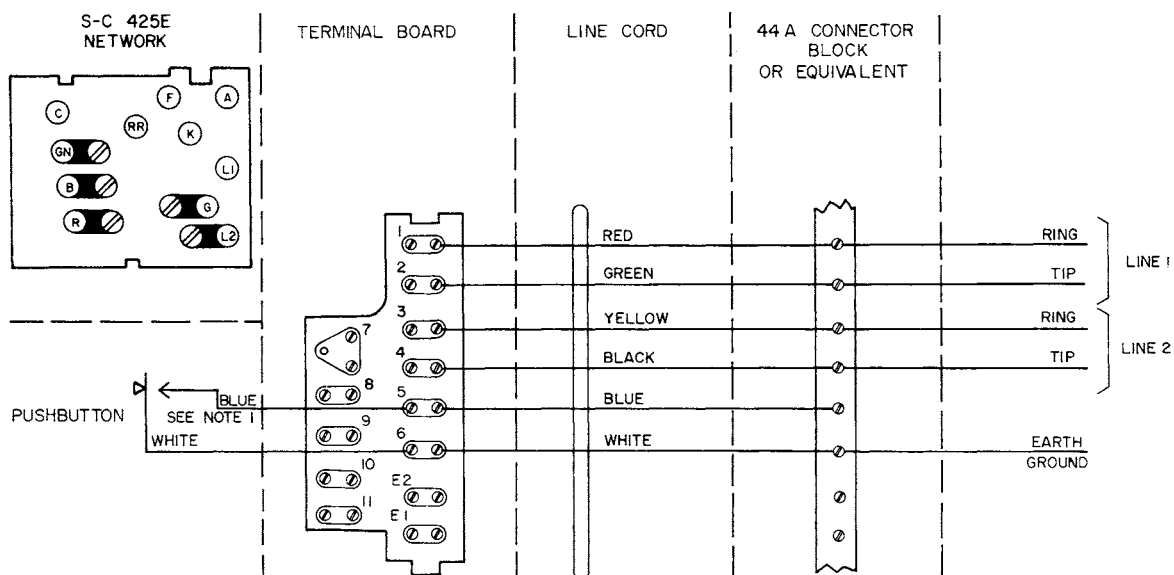 S-C 425E
NETWORK
TERMINAL BOARD
LINE CORD
44A CONNECTOR
BLOCK
OR EQUIVALENT
C
F
A
RR
K
GN
L1
B
G
R
L2
1
RED
RING
2
GREEN
TIP
LINE 1
3
YELLOW
RING
7
4
BLACK
TIP
LINE 2
8
5
BLUE
BLUE
PUSHBUTTON
SEE NOTE 1
9
6
WHITE
WHITE
EARTH
GROUND
10
E2
11
E1